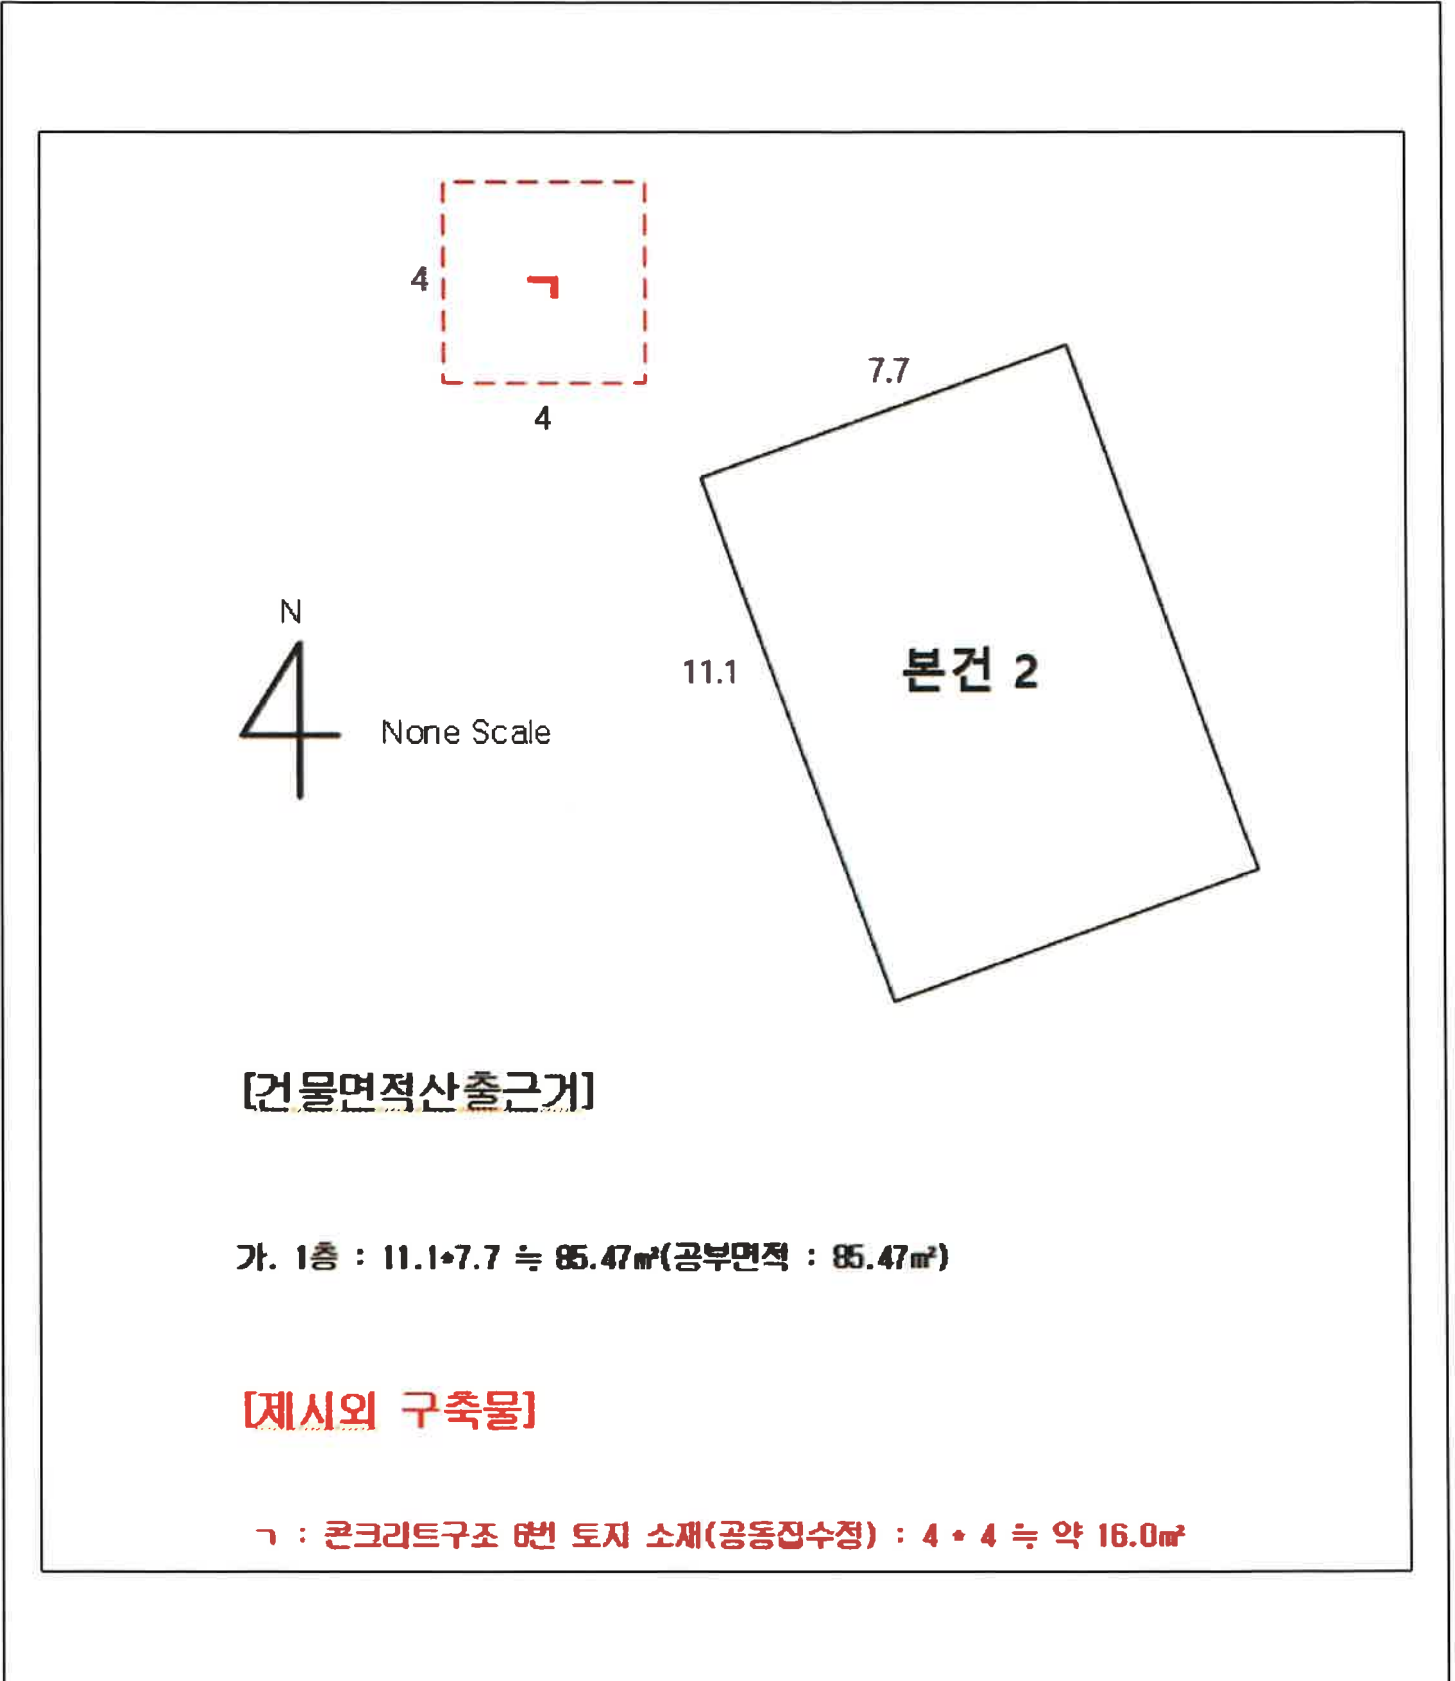 ㄱ
4
4
7.7
11.1
본건 2
N
None Scale
[건물면적산출근거]
가. 1층 : 11.1*7.7 ≒ 85.47㎡(공부면적 : 85.47㎡)
[제시외 구축물]
ㄱ : 콘크리트구조 6번 토지 소재(공동집수정) : 4 * 4 ≒ 약 16.0㎡